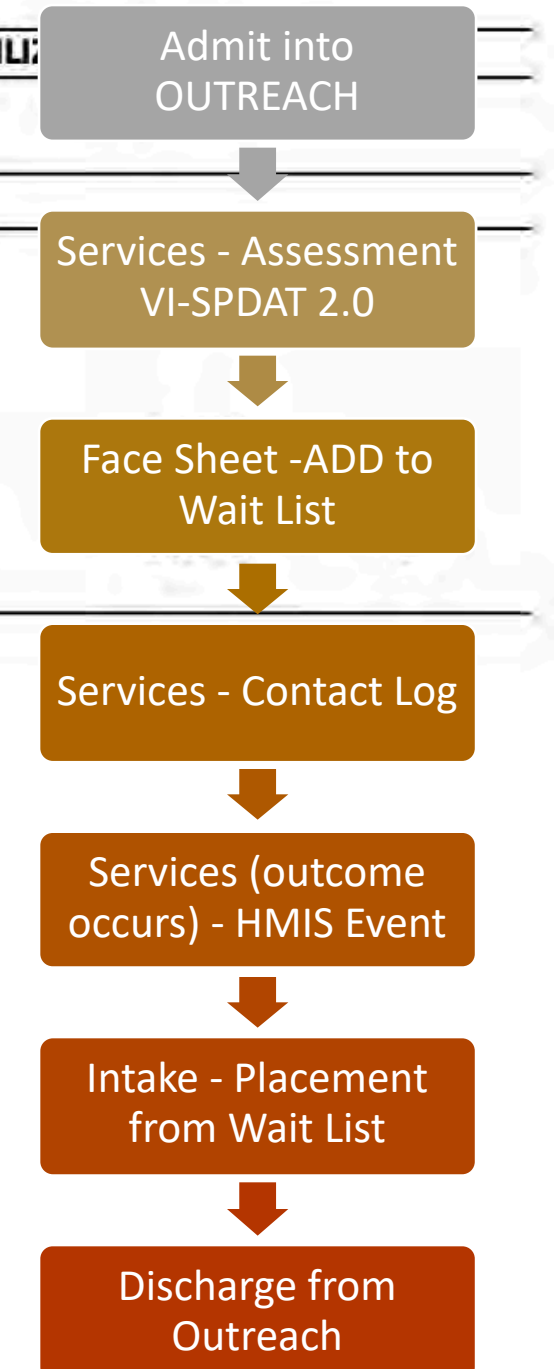 Admit into
OUTREACH
Services - Assessment
VI-SPDAT 2.0
Face Sheet -ADD to
Wait List
Services - Contact Log
Services (outcome
occurs) - HMIS Event
Intake - Placement
from Wait List
Discharge from
Outreach